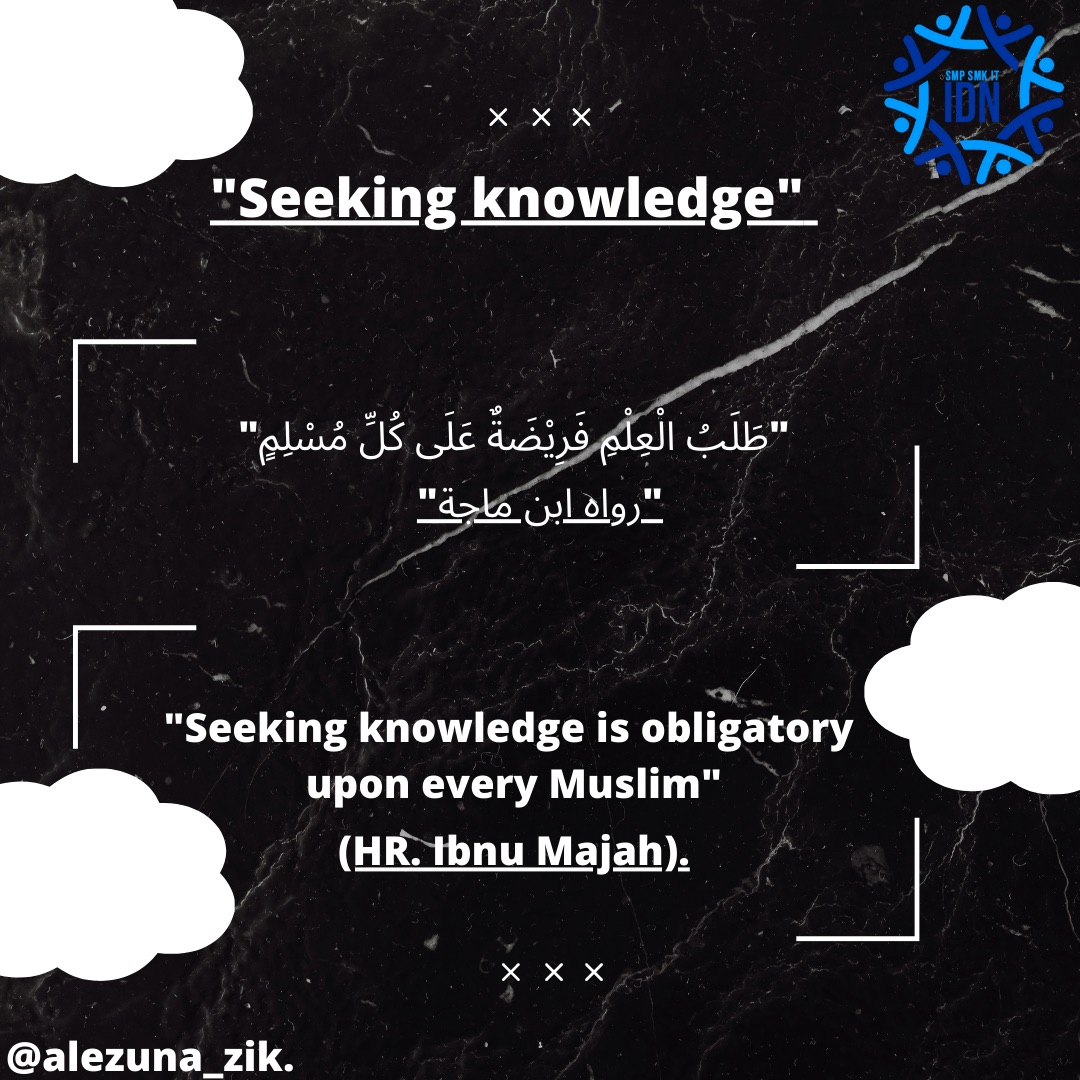 SMP SMK IT
IDN
"Seeking knowledge"
"طَلَبُ الْعِلْمِ فَرِيْضَةٌ عَلَى كُلِّ مُسْلِمٍ"
"رواه ابن ماجة"
"Seeking knowledge is obligatory
upon every Muslim"
(HR. Ibnu Majah).
@alezuna_zik.